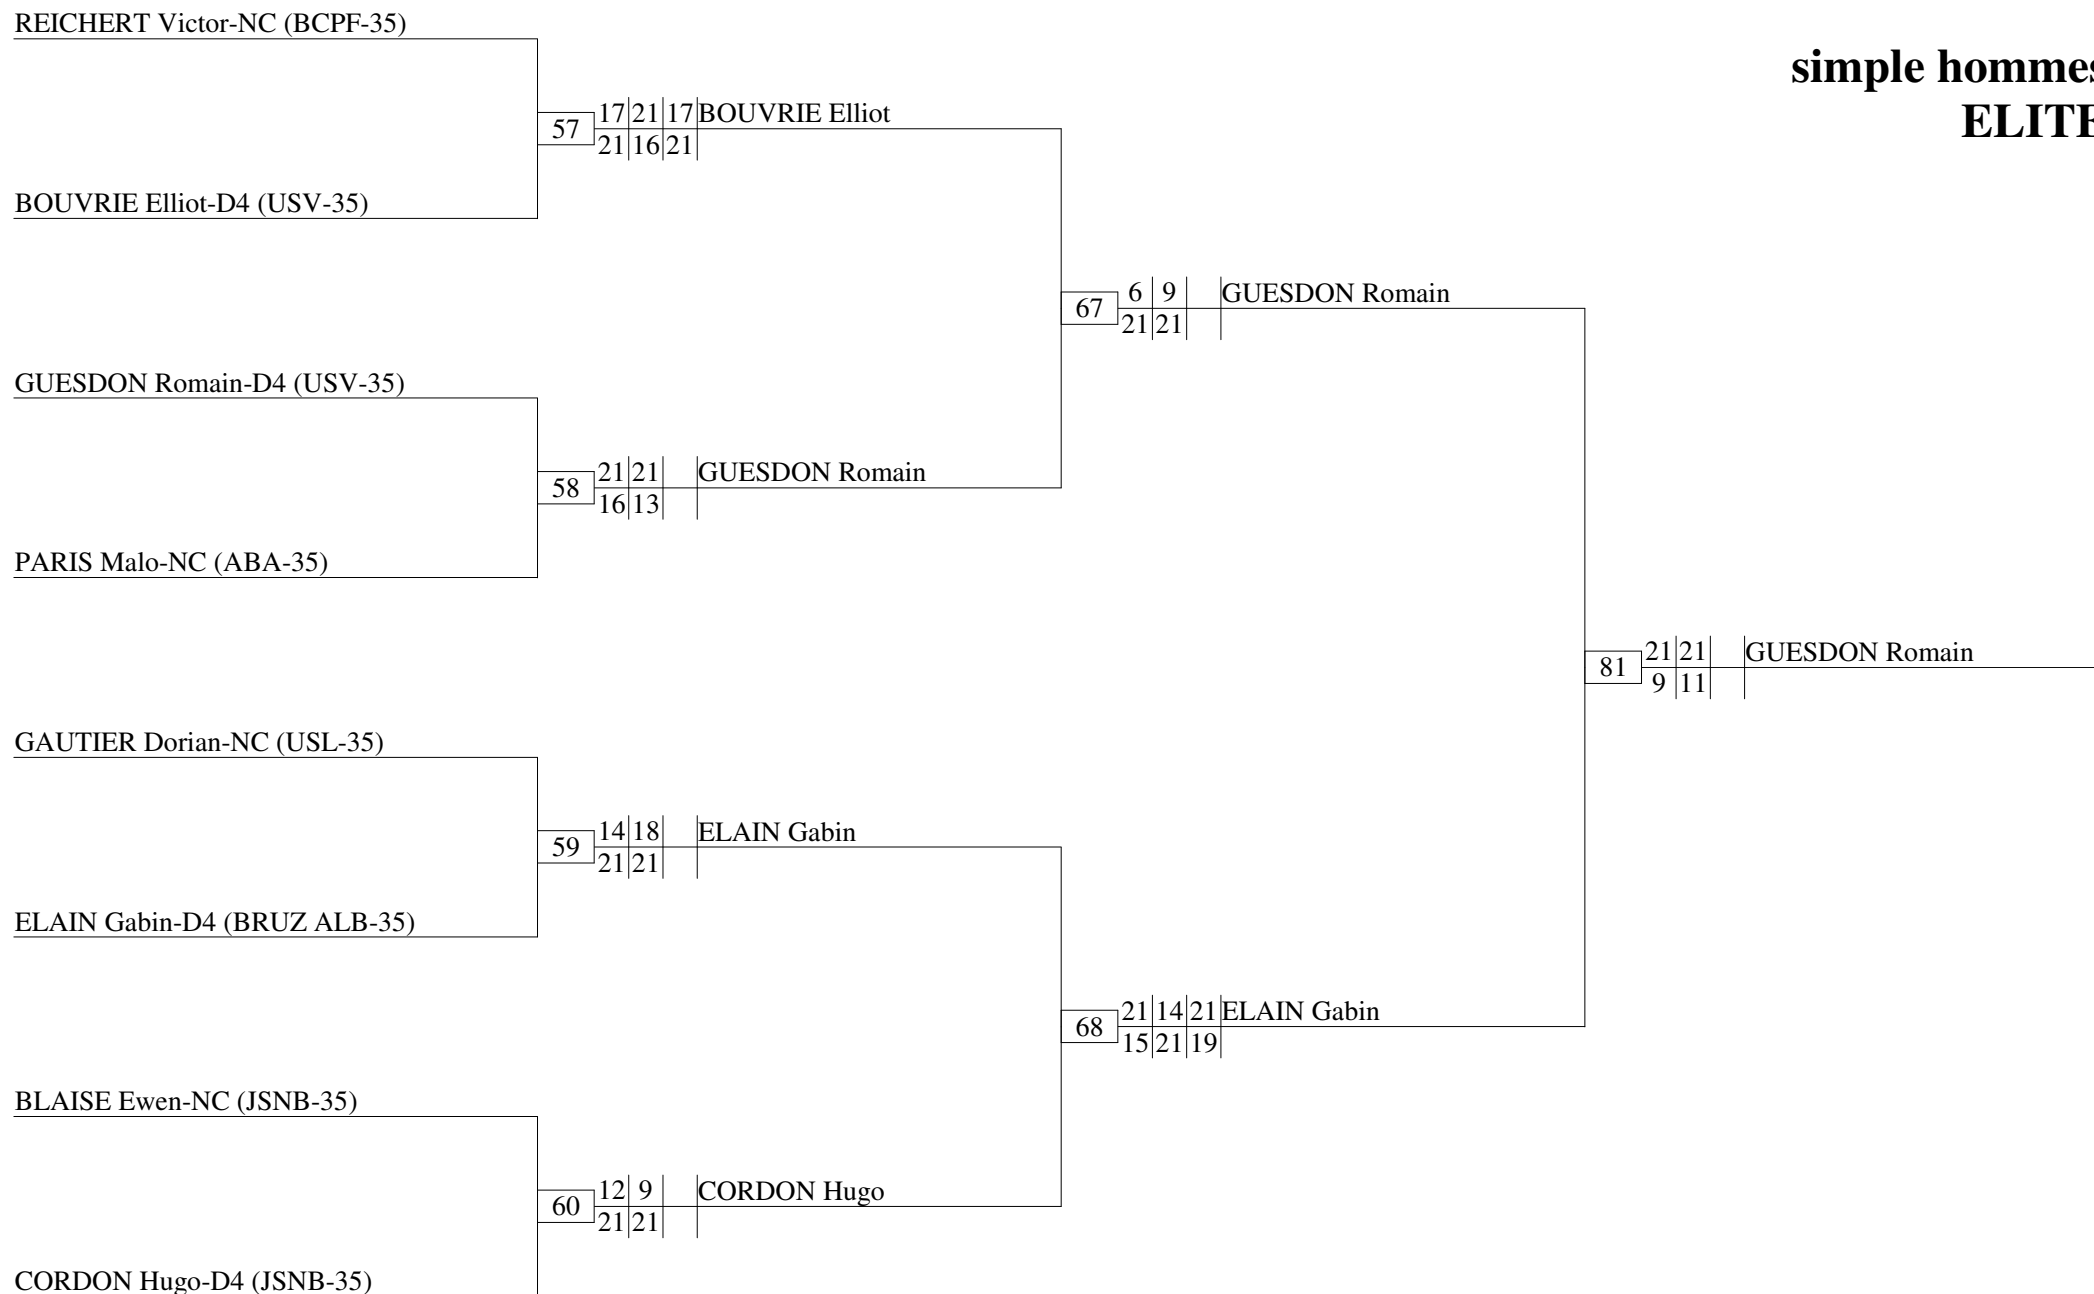 REICHERT Victor-NC (BCPF-35)
simple hommes
ELITE
57
17 21 17 BOUVRIE Elliot
21 16 21
BOUVRIE Elliot-D4 (USV-35)
67
6 9 GUESDON Romain
21 21
GUESDON Romain-D4 (USV-35)
58
21 21 GUESDON Romain
16 13
PARIS Malo-NC (ABA-35)
81
21 21 GUESDON Romain
9 11
GAUTIER Dorian-NC (USL-35)
59
14 18 ELAIN Gabin
21 21
ELAIN Gabin-D4 (BRUZ ALB-35)
68
21 14 21 ELAIN Gabin
15 21 19
BLAISE Ewen-NC (JSNB-35)
60
12 9 CORDON Hugo
21 21
CORDON Hugo-D4 (JSNB-35)